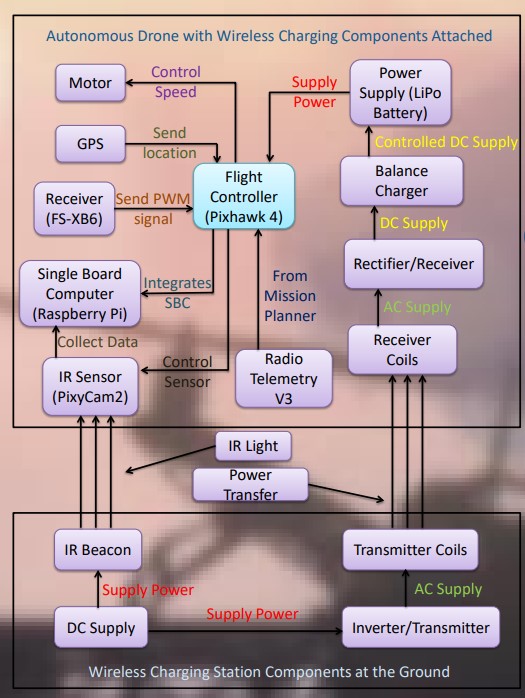 Autonomous Drone with Wireless Charging Components Attached
Motor
Control
Speed
Supply
Power
Power
Supply (LiPo
Battery)
GPS
Send
location
Controlled DC Supply
Receiver
(FS-XB6)
Send PWM
signal
Flight
Controller
(Pixhawk 4)
Balance
Charger
DC Supply
Single Board
Computer
(Raspberry Pi)
Integrates
SBC
From
Mission
Planner
Rectifier/Receiver
AC Supply
Collect Data
Control
Sensor
Receiver
Coils
IR Sensor
(PixyCam2)
Radio
Telemetry
V3
IR Light
Power
Transfer
IR Beacon
Transmitter Coils
Supply Power
AC Supply
DC Supply
Supply Power
Inverter/Transmitter
Wireless Charging Station Components at the Ground